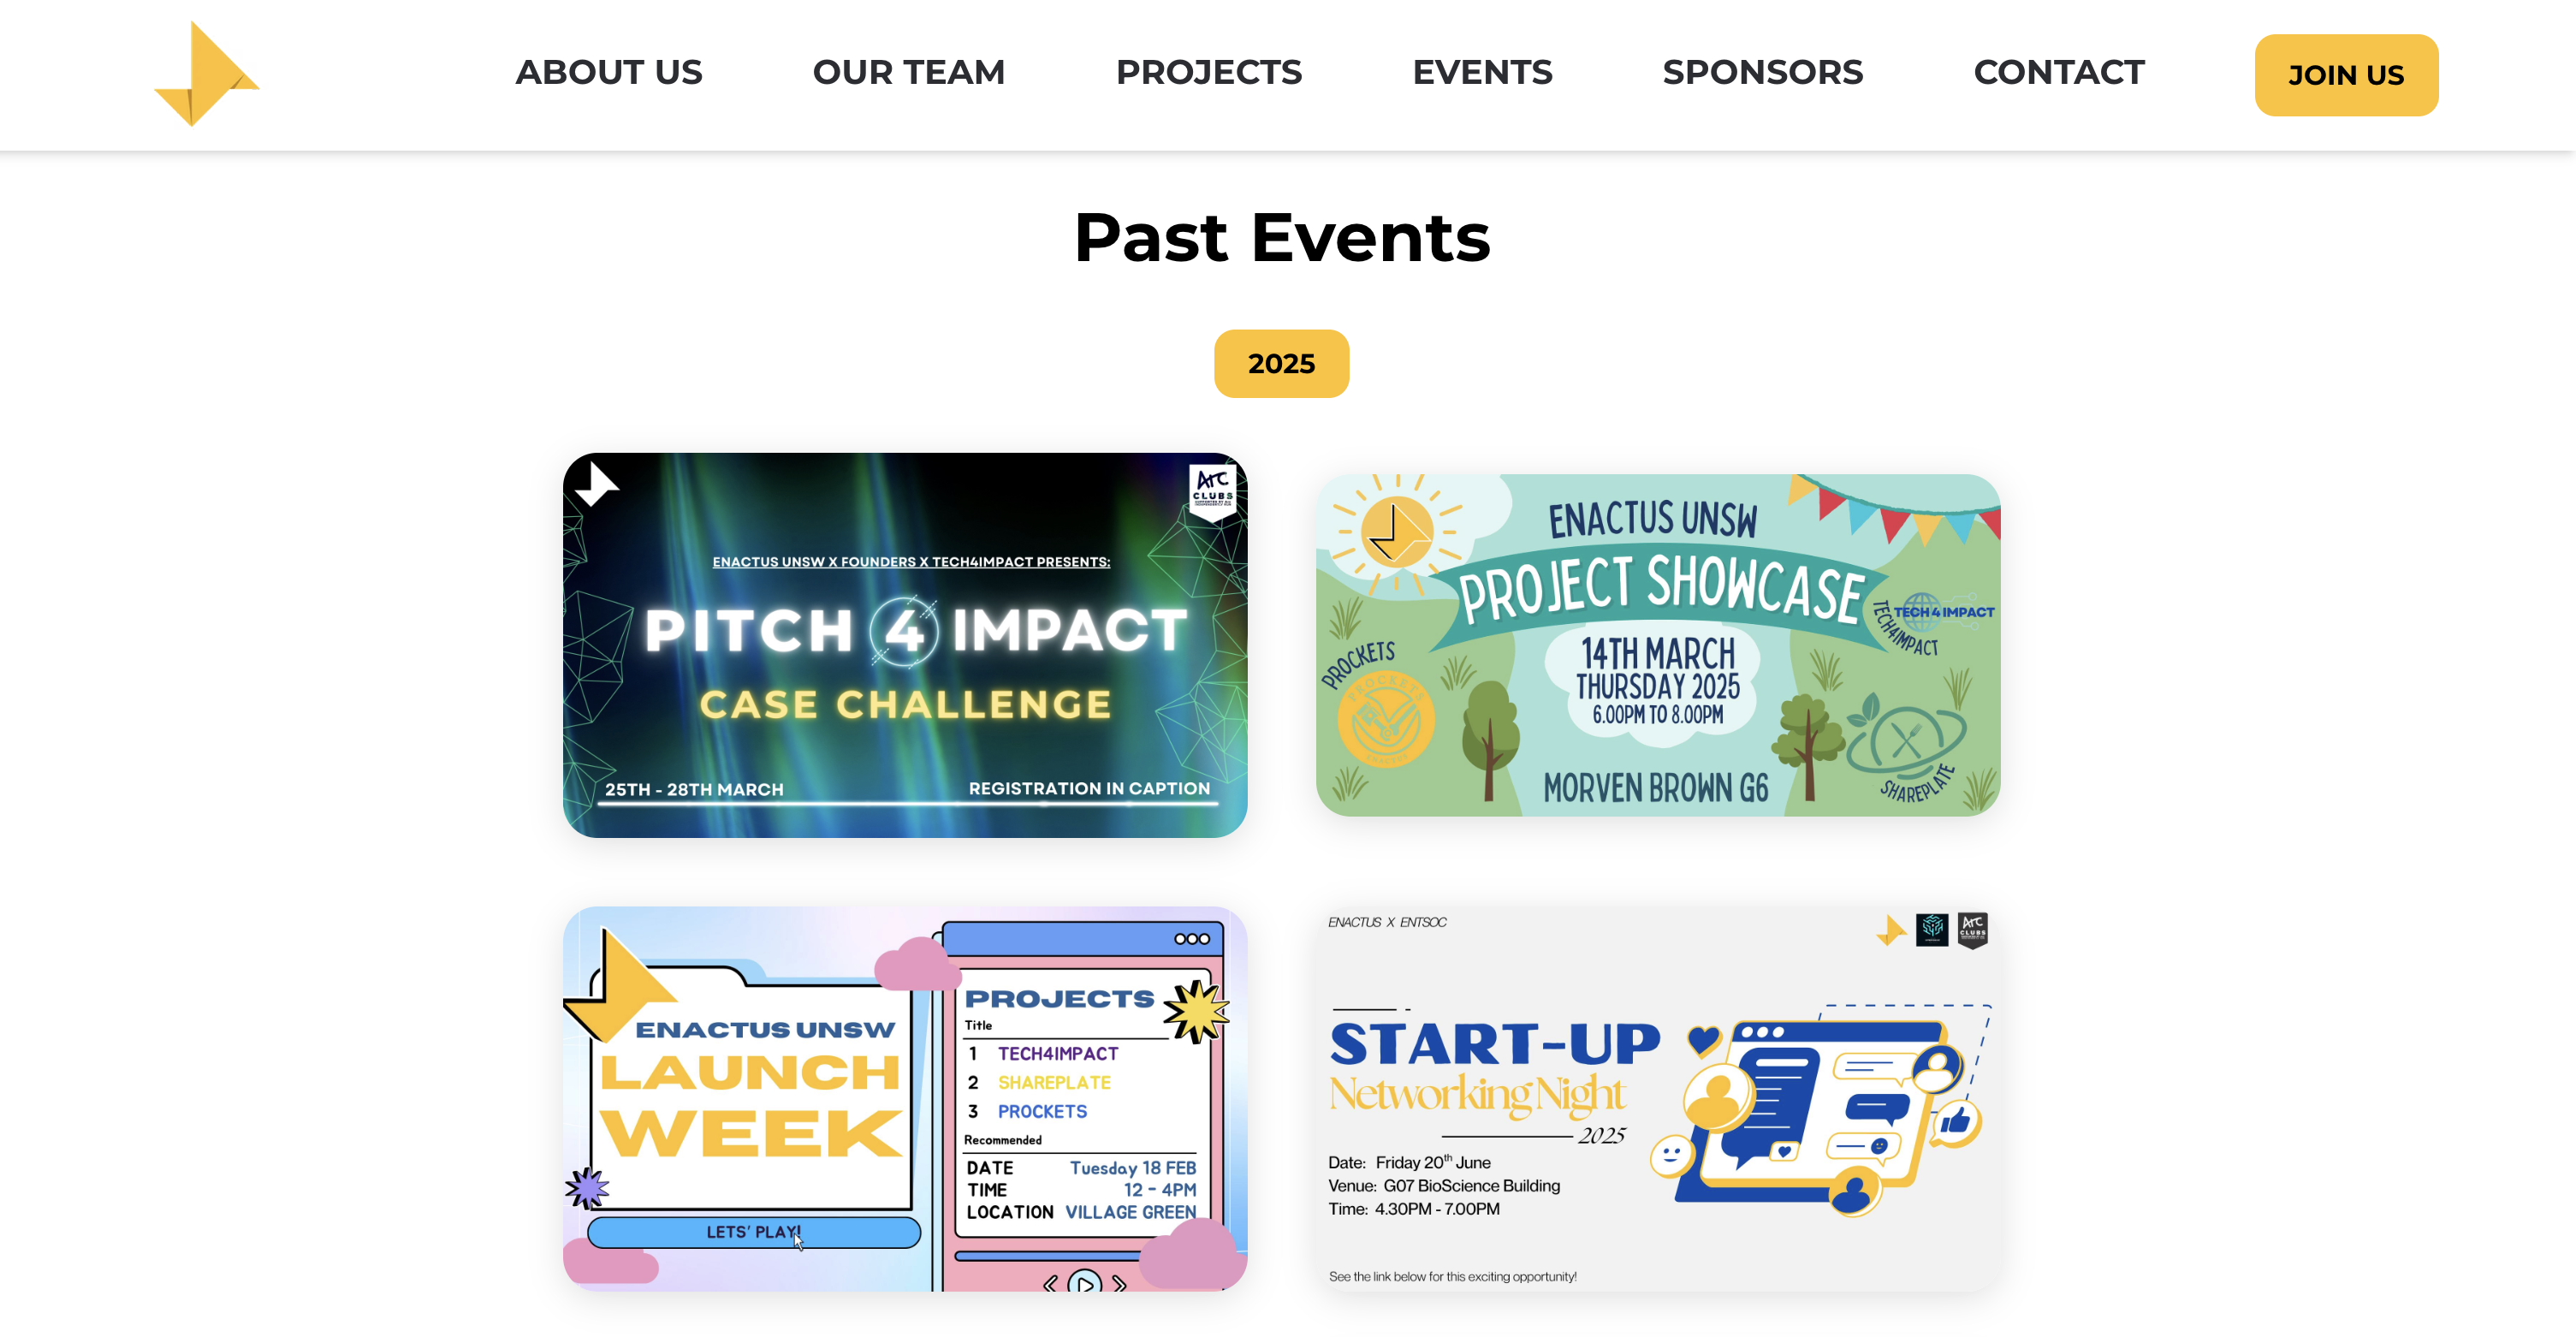 ABOUT US
OUR TEAM
PROJECTS
EVENTS
SPONSORS
CONTACT
JOIN US
Past Events
2025
Arc
CLUBS
ENACTUS UNSW X FOUNDERS X TECH4IMPACT PRESENTS:
PITCH 4 IMPACT
CASE CHALLENGE
25TH - 28TH MARCH
REGISTRATION IN CAPTION
ENACTUS UNSW
PROJECT SHOWCASE
TECH4IMPACT
TECH4IMPACT
14TH MARCH
THURSDAY 2025
6.00PM TO 8.00PM
PROCKETS
PROCKETS
MORVEN BROWN G6
SHAREPLATE
ENACTUS UNSW
LAUNCH
WEEK
LETS' PLAY!
PROJECTS
Title
1 TECH4IMPACT
2 SHAREPLATE
3 PROCKETS
Recommended
DATE Tuesday 18 FEB
TIME 12 - 4PM
LOCATION VILLAGE GREEN
ENACTUS X ENTSOC
Arc
CLUBS
START-UP
Networking Night
2025
Date: Friday 20th June
Venue: G07 BioScience Building
Time: 4.30PM - 7.00PM
See the link below for this exciting opportunity!